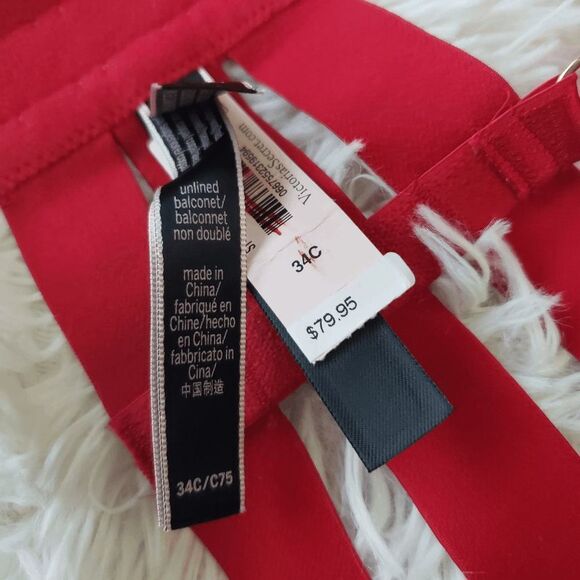 unlined
balconet/
balconnet
non doublé
made in
China/
fabriqué en
Chine/hecho
en China/
fabbricato in
Cina/
中国制造
34C/C75
VictoriasSecret.com
34C
$79.95